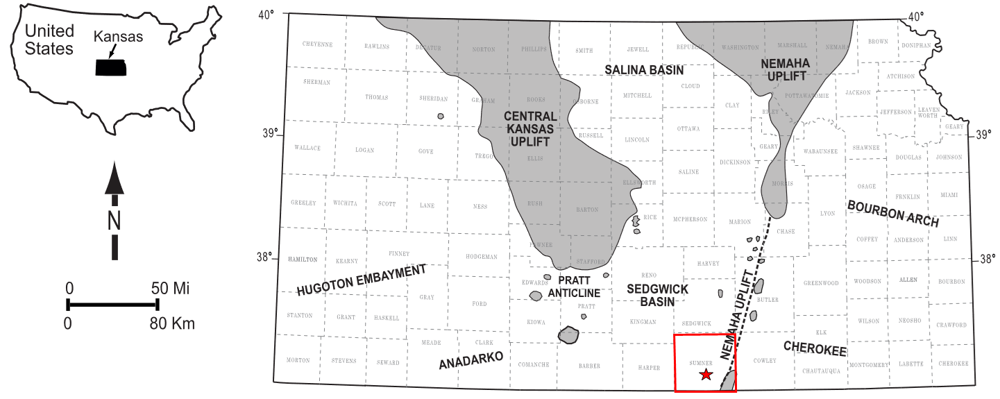 United
States
Kansas
N
0 50 Mi
0 80 Km
40°
40°
CHEYENNE
RAWLINS
DECATUR
NORTON
PHILLIPS
SMITH
JEWELL
REPUBLIC
WASHINGTON
MARSHALL
NEMAHA
BROWN
DONIPHAN
SALINA BASIN
NEMAHA
UPLIFT
SHERMAN
THOMAS
SHERIDAN
GRAHAM
ROOKS
OSBORNE
MITCHELL
CLOUD
CLAY
RILEY
POTTAWATOMIE
JACKSON
ATCHISON
JEFFERSON
LEAVEN
WORTH
GEARY
CENTRAL
KANSAS
UPLIFT
39°
39°
WALLACE
LOGAN
GOVE
TREGO
ELLIS
RUSSELL
LINCOLN
OTTAWA
SALINE
DICKINSON
GEARY
WABAUNSEE
SHAWNEE
DOUGLAS
JOHNSON
ELLSWORTH
MORRIS
OSAGE
FRNKLIN
MIAMI
GREELEY
WICHITA
SCOTT
LANE
NESS
RUSH
BARTON
RICE
MCPHERSON
MARION
CHASE
LYON
BOURBON ARCH
COFFEY
ANDERSON
LINN
38°
38°
HAMILTON
KEARNY
FINNEY
HODGEMAN
PAWNEE
STAFFORD
RENO
HARVEY
HUGOTON EMBAYMENT
EDWARDS
PRATT
ANTICLINE
SEDGWICK
BASIN
NEMAHA UPLIFT
BUTLER
GREENWOOD
WOODSON
ALLEN
BOURBON
GRAY
FORD
PRATT
STANTON
GRANT
HASKELL
KIOWA
KINGMAN
SEDGWICK
ELK
WILSON
NEOSHO
CRAWFORD
MEADE
CLARK
ANADARKO
CHEROKEE
MORTON
STEVENS
SEWARD
COMANCHE
BARBER
HARPER
SUMNER
COWLEY
CHAUTAUQUA
MONTGOMERY
LABETTE
CHEROKEE